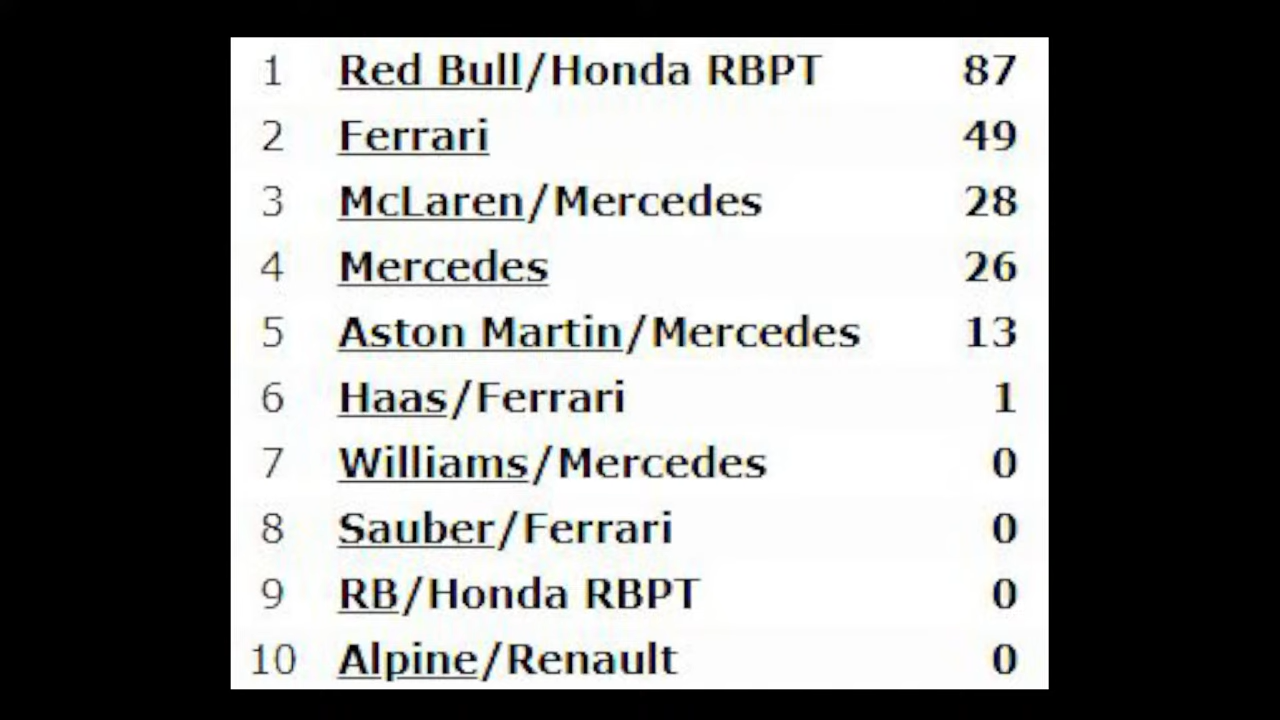 1 Red Bull/Honda RBPT 87
2 Ferrari 49
3 McLaren/Mercedes 28
4 Mercedes 26
5 Aston Martin/Mercedes 13
6 Haas/Ferrari 1
7 Williams/Mercedes 0
8 Sauber/Ferrari 0
9 RB/Honda RBPT 0
10 Alpine/Renault 0